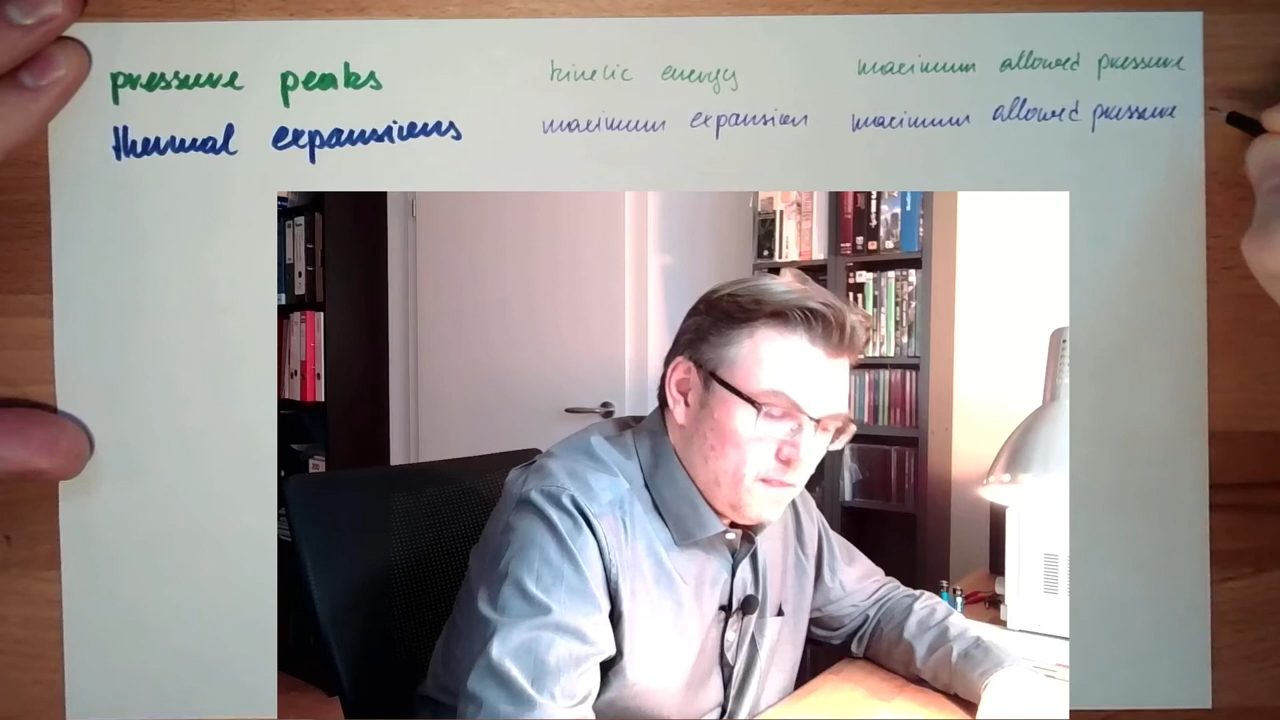 pressure peaks kinetic energy maximum allowed pressure
thermal expansions maximum expansion maximum allowed pressure